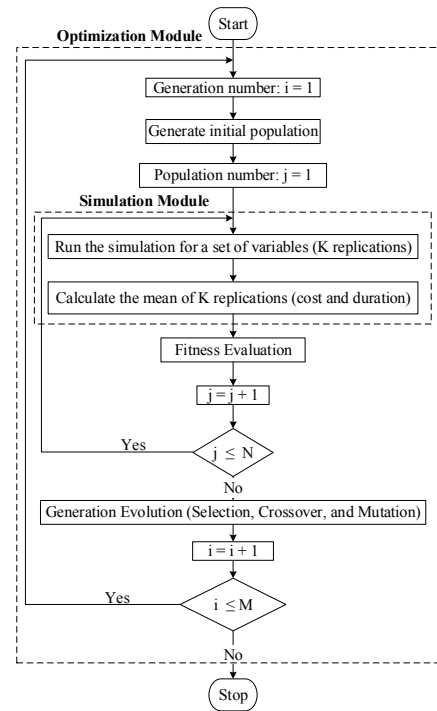 Start
Optimization Module
Generation number: i = 1
Generate initial population
Population number: j = 1
Simulation Module
Run the simulation for a set of variables (K replications)
Calculate the mean of K replications (cost and duration)
Fitness Evaluation
j = j + 1
Yes
j ≤ N
No
Generation Evolution (Selection, Crossover, and Mutation)
i = i + 1
Yes
i ≤ M
No
Stop